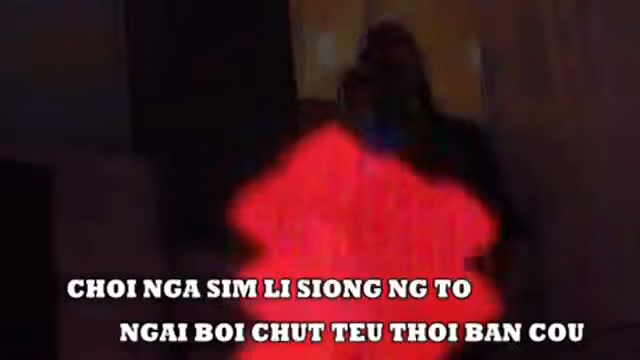 CHOI NGA SIM LI SIONG NG TO
NGAI BOI CHUT TEU THOI BAN COU